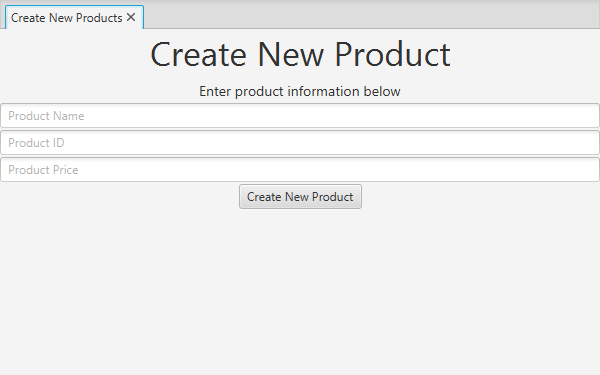 Create New Products
Create New Product
Enter product information below
Product Name
Product ID
Product Price
Create New Product